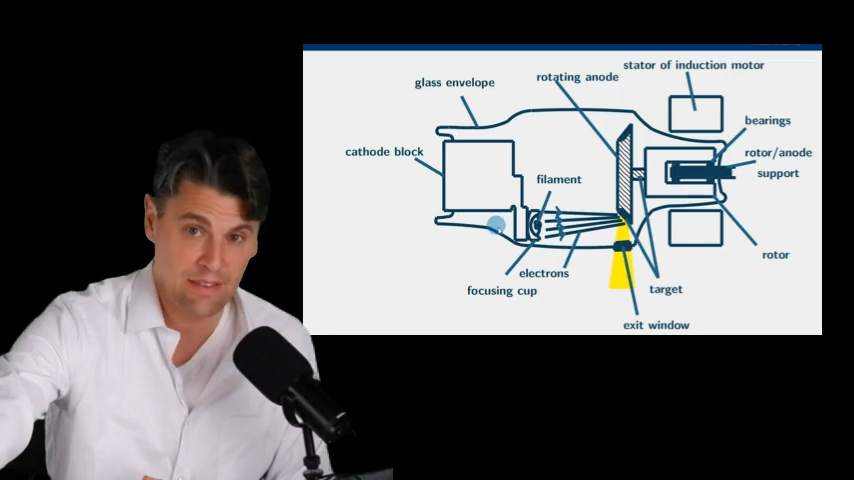 stator of induction motor
rotating anode
glass envelope
bearings
cathode block
rotor/anode
support
filament
rotor
electrons
target
focusing cup
exit window